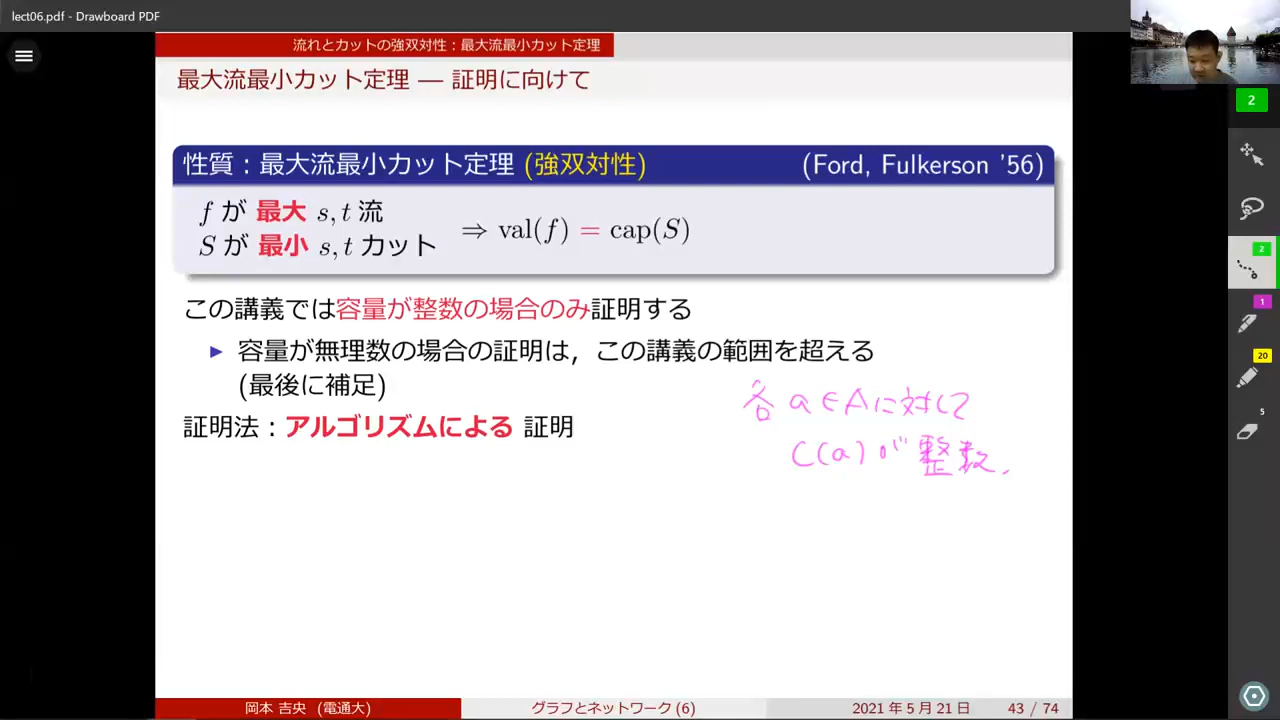 lect06.pdf - Drawboard PDF
流れとカットの強双対性:最大流最小カット定理
最大流最小カット定理 — 証明に向けて
性質:最大流最小カット定理 (強双対性) (Ford, Fulkerson '56)
f が 最大 s, t 流
S が 最小 s, t カット
⇒ val(f) = cap(S)
この講義では容量が整数の場合のみ証明する
▶ 容量が無理数の場合の証明は,この講義の範囲を超える
(最後に補足)
証明法:アルゴリズムによる 証明
各 a∈Aに対して
C(a)が整数.
岡本 吉央 (電通大) グラフとネットワーク (6) 2021 年 5 月 21 日 43 / 74
2
2
1
20
5